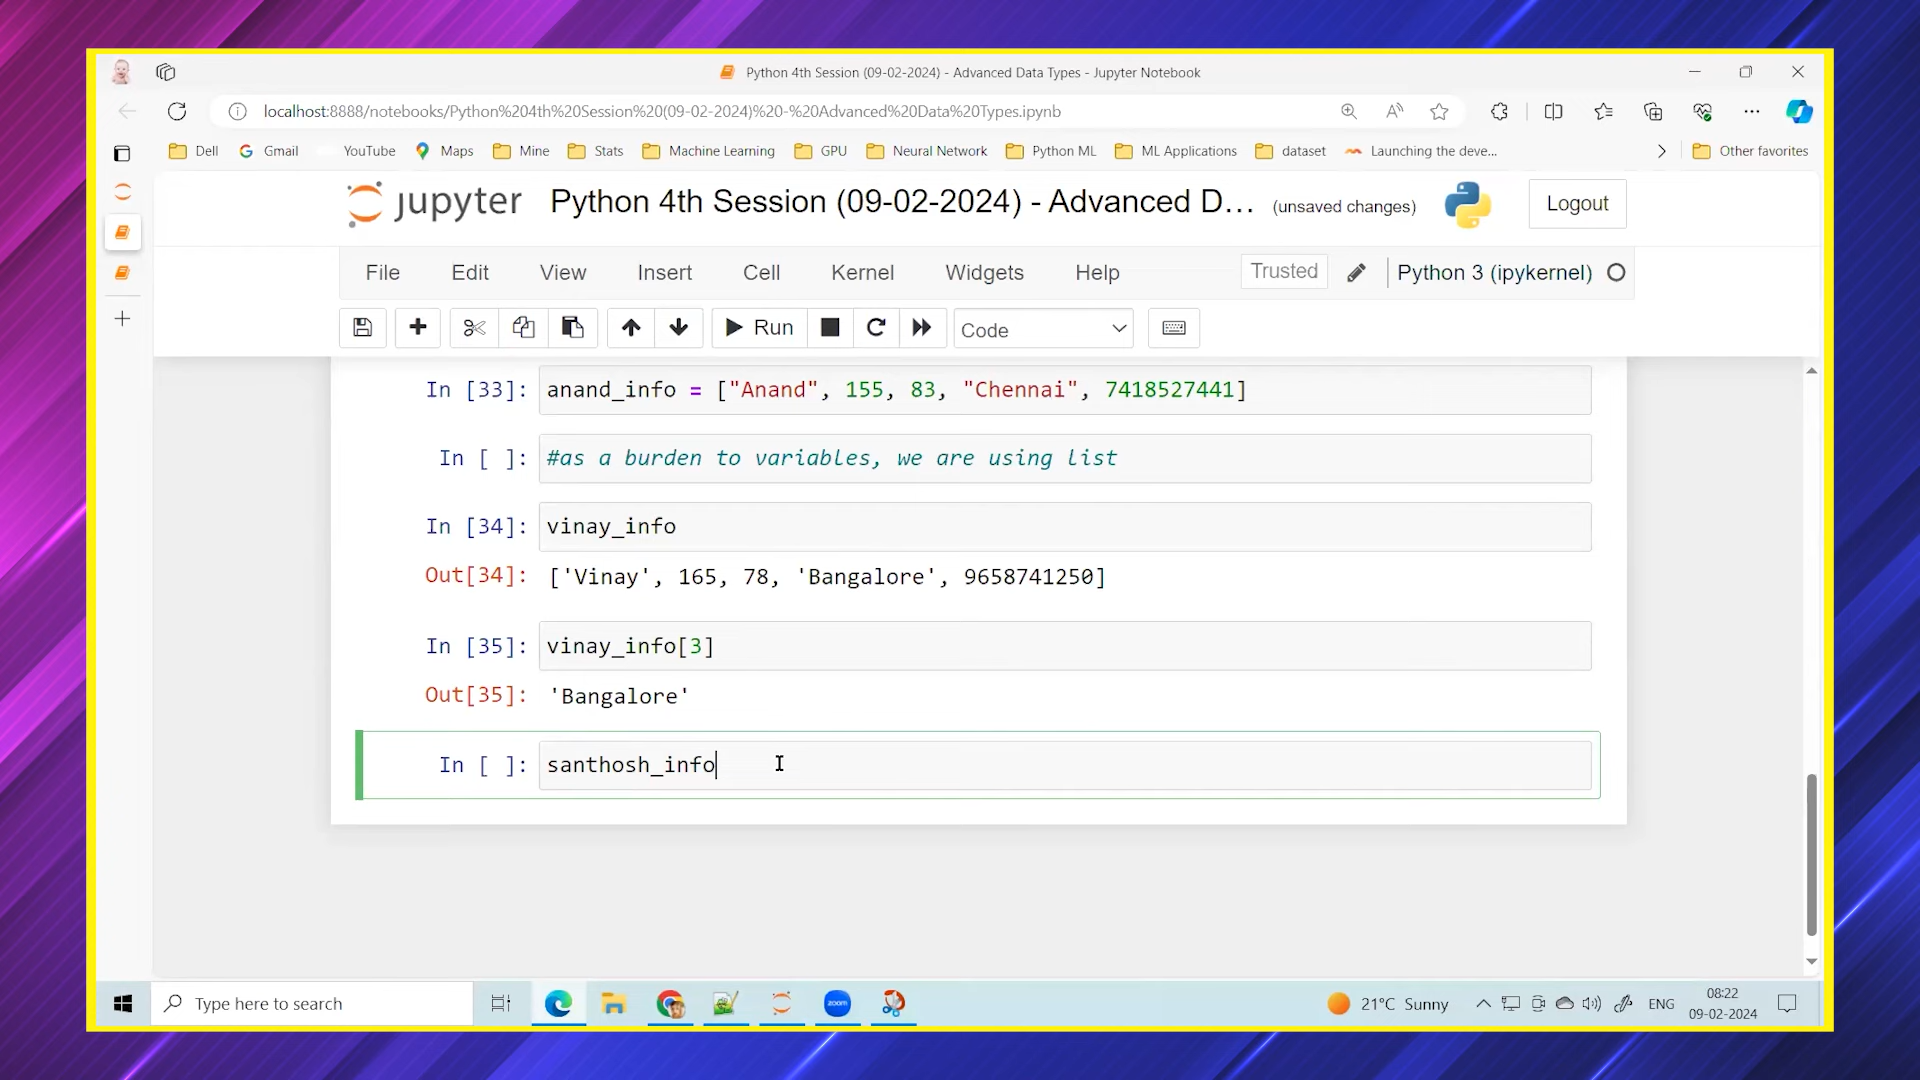 Python 4th Session (09-02-2024) - Advanced Data Types - Jupyter Notebook
localhost:8888/notebooks/Python%204th%20Session%20(09-02-2024)%20-%20Advanced%20Data%20Types.ipynb
Dell Gmail YouTube Maps Mine Stats Machine Learning GPU Neural Network Python ML ML Applications dataset Launching the deve... Other favorites
jupyter Python 4th Session (09-02-2024) - Advanced D... (unsaved changes) Logout
File Edit View Insert Cell Kernel Widgets Help Trusted Python 3 (ipykernel)
Run Code
In [33]: anand_info = ["Anand", 155, 83, "Chennai", 7418527441]
In [ ]: #as a burden to variables, we are using list
In [34]: vinay_info
Out[34]: ['Vinay', 165, 78, 'Bangalore', 9658741250]
In [35]: vinay_info[3]
Out[35]: 'Bangalore'
In [ ]: santhosh_info
Type here to search zoom 21°C Sunny ENG 08:22
09-02-2024